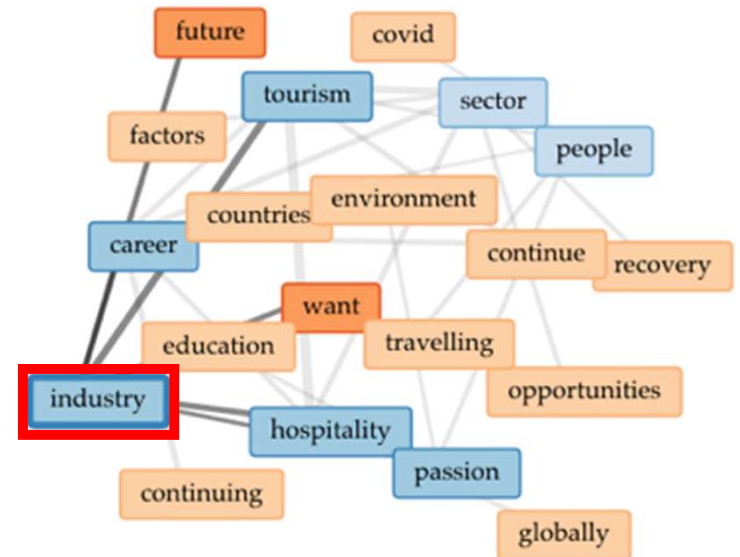 future
covid
tourism
sector
factors
people
countries
environment
career
continue
recovery
want
education
travelling
industry
opportunities
hospitality
passion
continuing
globally